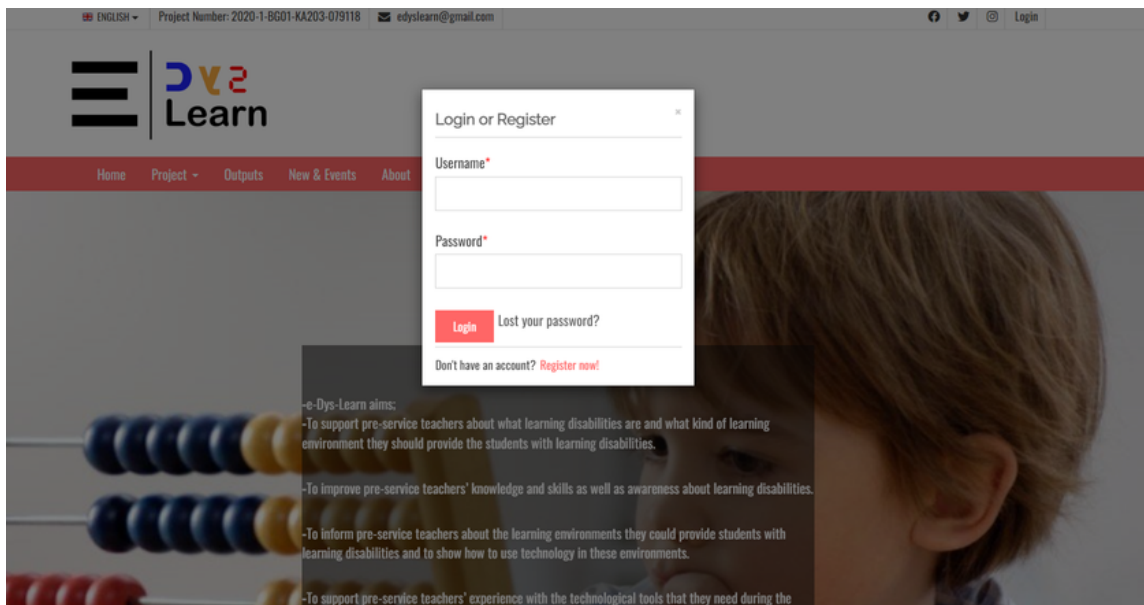 ENGLISH
Project Number: 2020-1-BG01-KA203-079118
edyslearn@gmail.com
Login
Dys
Learn
Home
Project
Outputs
New & Events
About
Login or Register
×
Username*
Password*
Login
Lost your password?
Don't have an account? Register now!
-e-Dys-Learn aims;
-To support pre-service teachers about what learning disabilities are and what kind of learning
environment they should provide the students with learning disabilities.
-To improve pre-service teachers' knowledge and skills as well as awareness about learning disabilities.
-To inform pre-service teachers about the learning environments they could provide students with
learning disabilities and to show how to use technology in these environments.
-To support pre-service teachers' experience with the technological tools that they need during the